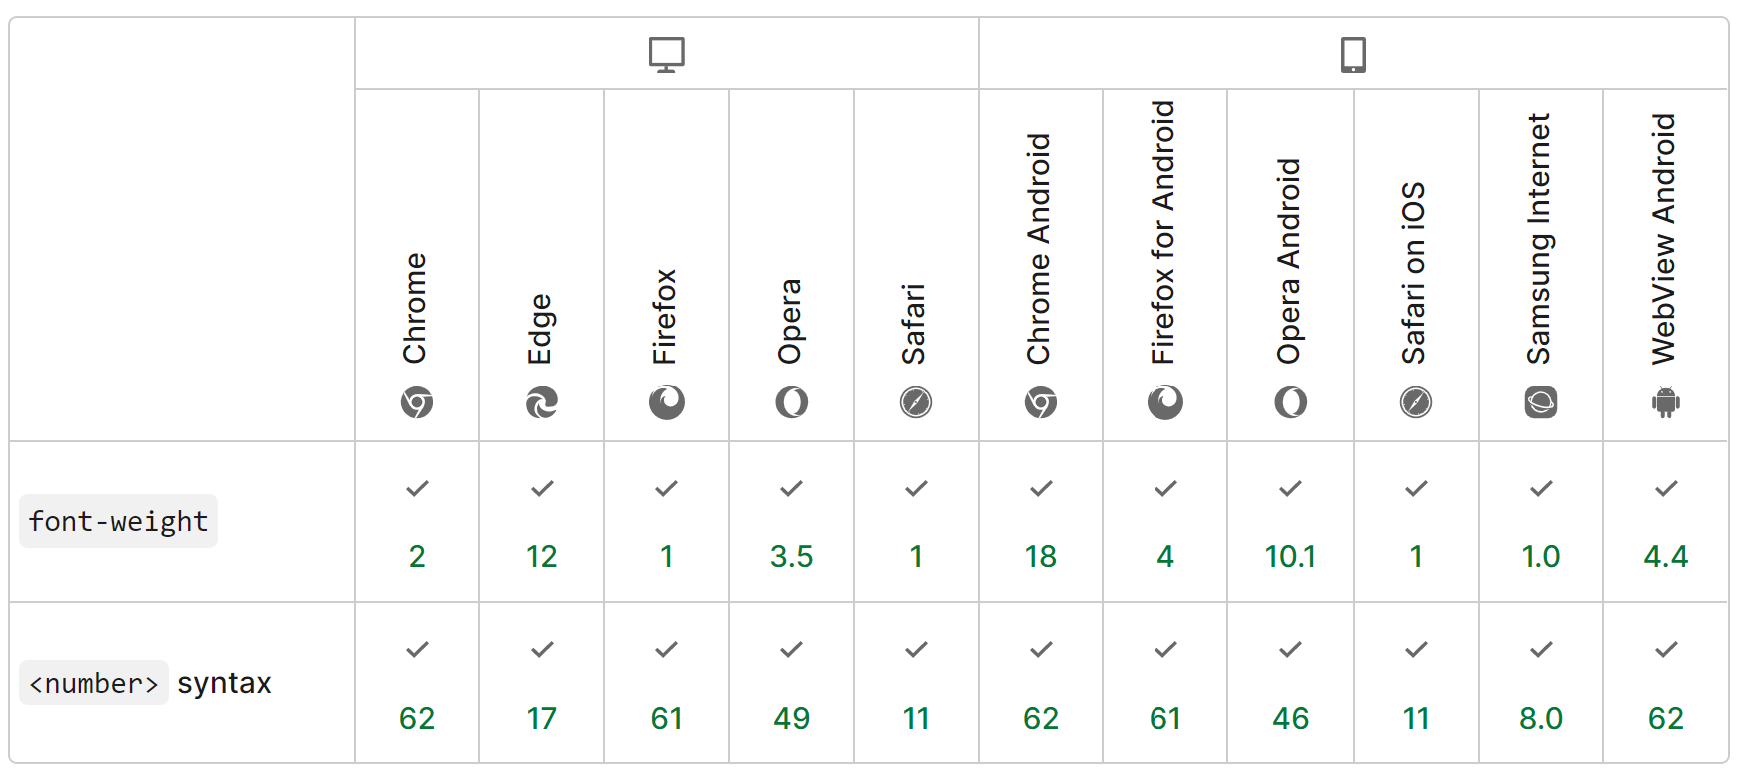 Chrome
Edge
Firefox
Opera
Safari
Chrome Android
Firefox for Android
Opera Android
Safari on iOS
Samsung Internet
WebView Android
font-weight
2 12 1 3.5 1 18 4 10.1 1 1.0 4.4
<number> syntax
62 17 61 49 11 62 61 46 11 8.0 62